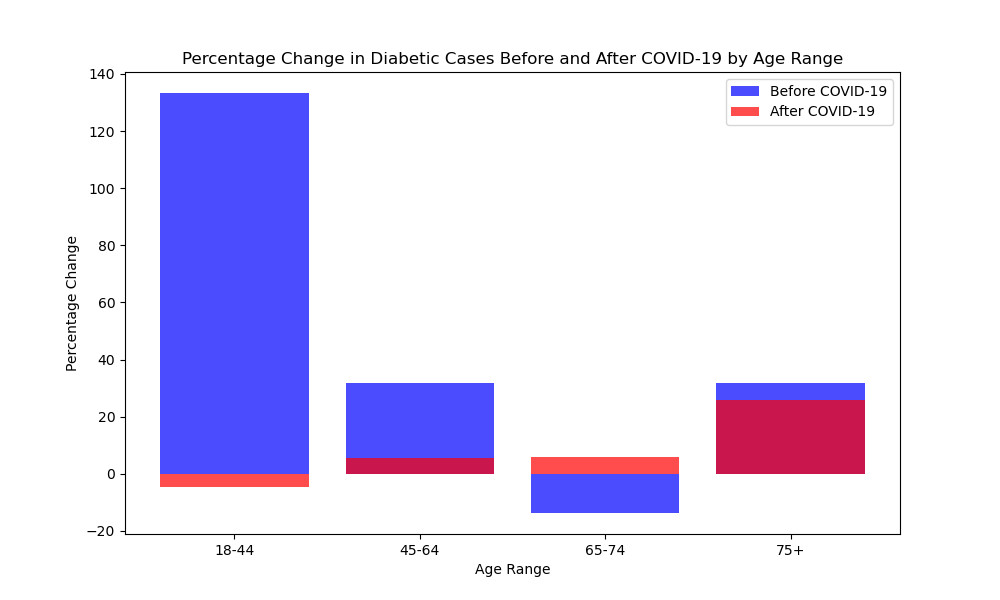 Percentage Change in Diabetic Cases Before and After COVID-19 by Age Range
Before COVID-19
After COVID-19
Percentage Change
140
120
100
80
60
40
20
0
−20
18-44
45-64
65-74
75+
Age Range